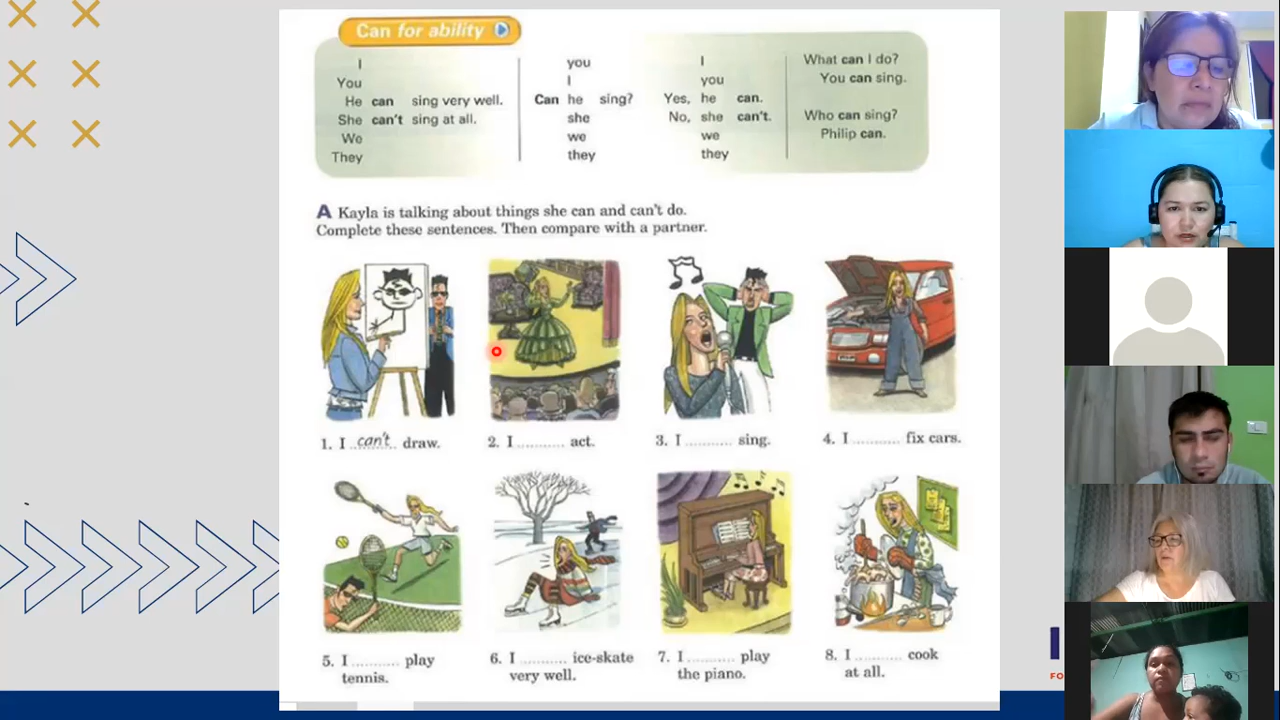 Can for ability
I
You
He can sing very well.
She can't sing at all.
We
They
you
I
Can he sing?
she
we
they
I
you
Yes, he can.
No, she can't.
we
they
What can I do?
You can sing.
Who can sing?
Philip can.
A Kayla is talking about things she can and can't do.
Complete these sentences. Then compare with a partner.
1. I can't draw.
2. I .......... act.
3. I .......... sing.
4. I .......... fix cars.
5. I .......... play
tennis.
6. I .......... ice-skate
very well.
7. I .......... play
the piano.
8. I .......... cook
at all.